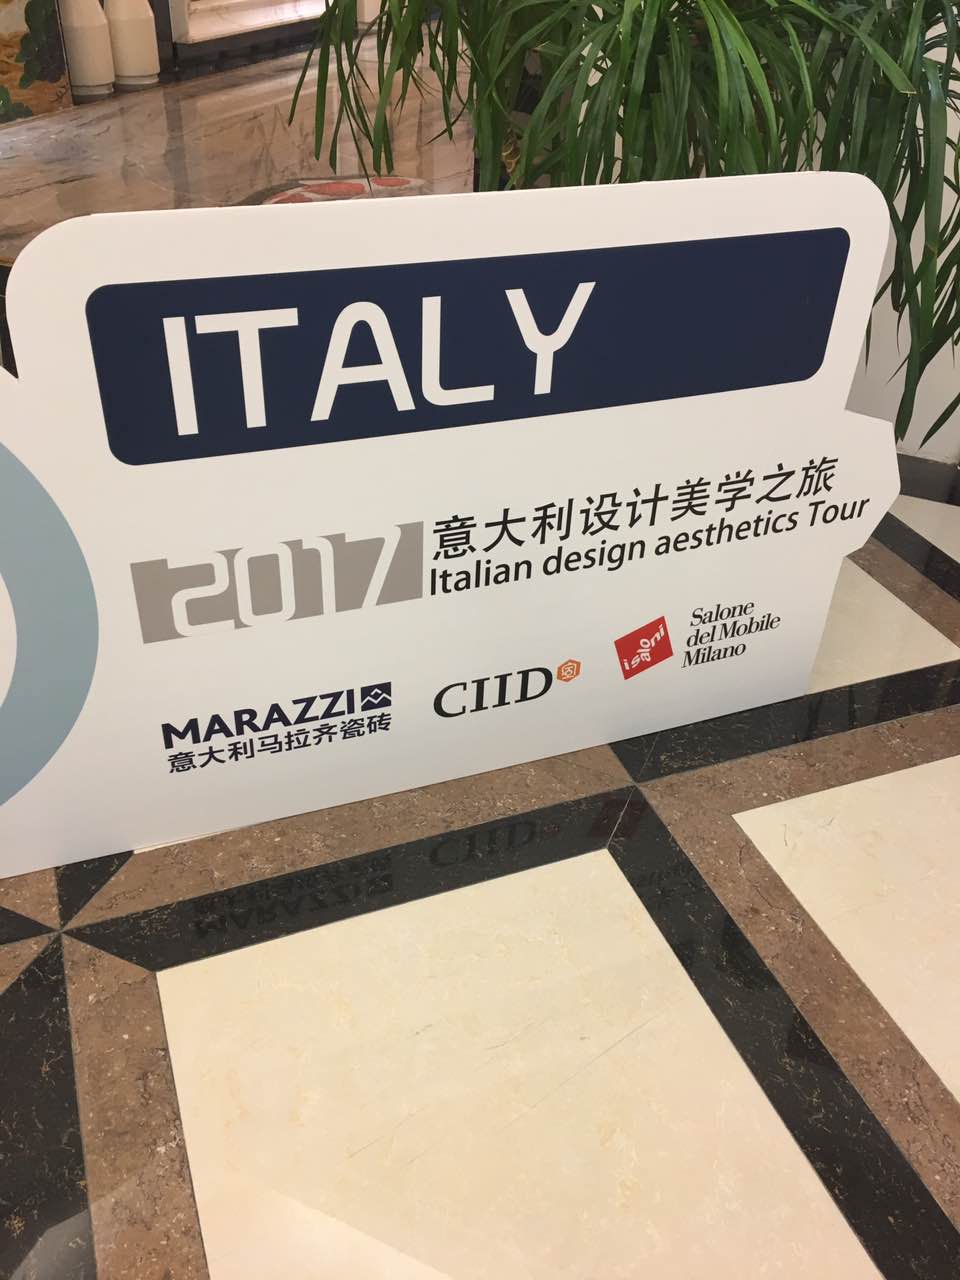 ITALY
2017
意大利设计美学之旅
Italian design aesthetics Tour
MARAZZI
意大利马拉齐瓷砖
CIID
i saloni
Salone
del Mobile
Milano